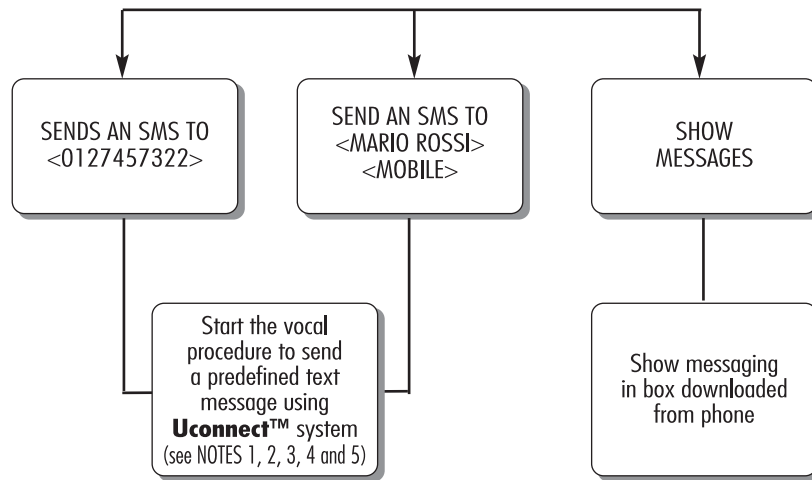 SENDS AN SMS TO
<0127457322>
SEND AN SMS TO
<MARIO ROSSI>
<MOBILE>
SHOW
MESSAGES
Start the vocal
procedure to send
a predefined text
message using
Uconnect™ system
(see NOTES 1, 2, 3, 4 and 5)
Show messaging
in box downloaded
from phone